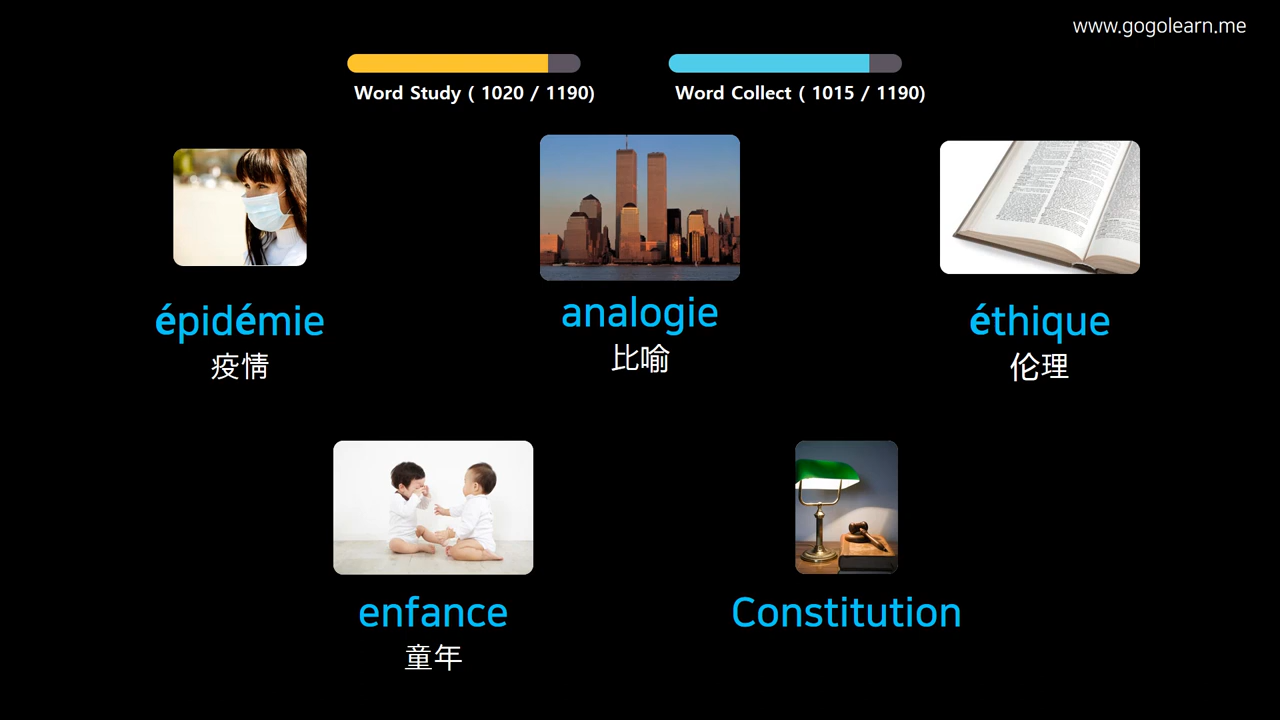 www.gogolearn.me
Word Study ( 1020 / 1190)
Word Collect ( 1015 / 1190)
épidémie
疫情
analogie
比喻
éthique
伦理
enfance
童年
Constitution